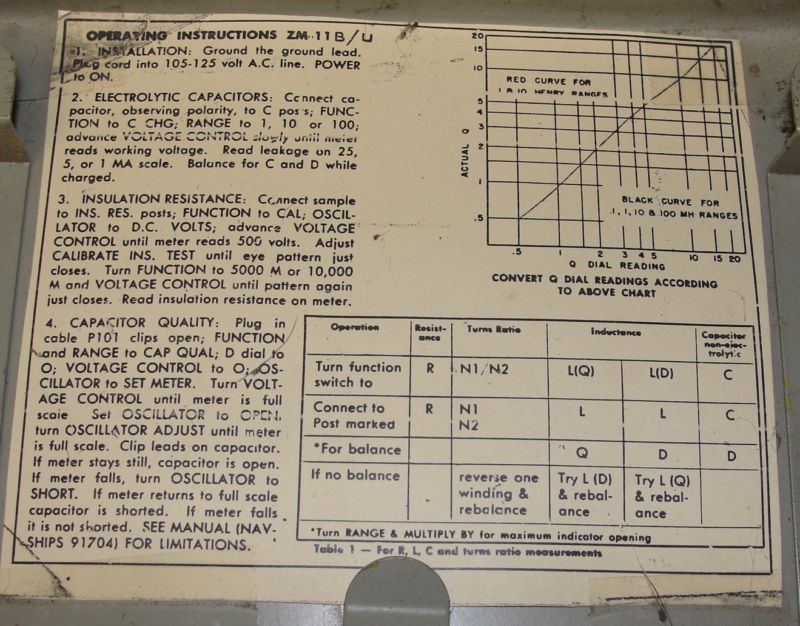 OPERATING INSTRUCTIONS ZM-11B/U
1. INSTALLATION: Ground the ground lead.
Plug cord into 105-125 volt A.C. line. POWER
to ON.
2. ELECTROLYTIC CAPACITORS: Connect ca-
pacitor, observing polarity, to C posts; FUNC-
TION to C CHG; RANGE to 1, 10 or 100;
advance VOLTAGE CONTROL slowly until meter
reads working voltage. Read leakage on 25,
5, or 1 MA scale. Balance for C and D while
charged.
3. INSULATION RESISTANCE: Connect sample
to INS. RES. posts; FUNCTION to CAL; OSCIL-
LATOR to D.C. VOLTS; advance VOLTAGE
CONTROL until meter reads 500 volts. Adjust
CALIBRATE INS. TEST until eye pattern just
closes. Turn FUNCTION to 5000 M or 10,000
M and VOLTAGE CONTROL until pattern again
just closes. Read insulation resistance on meter.
4. CAPACITOR QUALITY: Plug in
cable P101 clips open; FUNCTION
and RANGE to CAP QUAL; D dial to
O; VOLTAGE CONTROL to O; OS-
CILLATOR to SET METER. Turn VOLT-
AGE CONTROL until meter is full
scale Set OSCILLATOR to OPEN,
turn OSCILLATOR ADJUST until meter
is full scale. Clip leads on capacitor.
If meter stays still, capacitor is open.
If meter falls, turn OSCILLATOR to
SHORT. If meter returns to full scale
capacitor is shorted. If meter falls
it is not shorted. SEE MANUAL (NAV-
SHIPS 91704) FOR LIMITATIONS.
20
15
10
5
4
3
2
1
.5
ACTUAL Q
RED CURVE FOR
1 & 10 HENRY RANGES
BLACK CURVE FOR
.1, 1, 10 & 100 MH RANGES
.5 1 2 3 4 5 10 15 20
Q DIAL READING
CONVERT Q DIAL READINGS ACCORDING
TO ABOVE CHART
Operation Resist-ance Turns Ratio Inductance Capacitor non-elec-trolytic
Turn function switch to R N1/N2 L(Q) L(D) C
Connect to Post marked R N1 N2 L L C
*For balance Q D D
If no balance reverse one winding & rebalance Try L (D) & rebal-ance Try L (Q) & rebal-ance
*Turn RANGE & MULTIPLY BY for maximum indicator opening
Table 1 — For R, L, C and turns ratio measurements